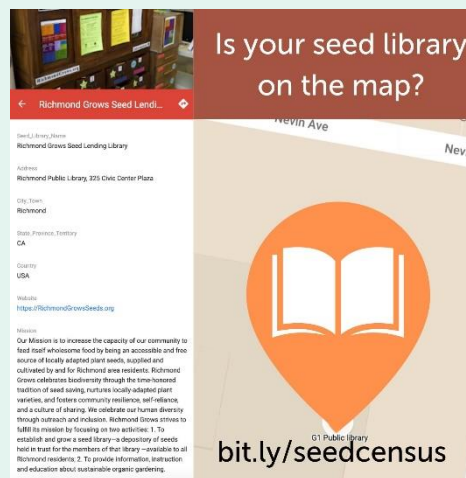 Richmond Grows Seed Lendi...
Seed_Library_Name
Richmond Grows Seed Lending Library
Address
Richmond Public Library, 325 Civic Center Plaza
City_Town
Richmond
State_Province_Territory
CA
Country
USA
Website
https://RichmondGrowsSeeds.org
Mission
Our Mission is to increase the capacity of our community to
feed itself wholesome food by being an accessible and free
source of locally adapted plant seeds, supplied and
cultivated by and for Richmond area residents. Richmond
Grows celebrates biodiversity through the time-honored
tradition of seed saving, nurtures locally-adapted plant
varieties, and fosters community resilience, self-reliance,
and a culture of sharing. We celebrate our human diversity
through outreach and inclusion. Richmond Grows strives to
fulfill its mission by focusing on two activities: 1. To
establish and grow a seed library—a depository of seeds
held in trust for the members of that library —available to all
Richmond residents; 2. To provide information, instruction
and education about sustainable organic gardening.
Is your seed library
on the map?
Nevin Ave
Nev
G1 Public library
bit.ly/seedcensus